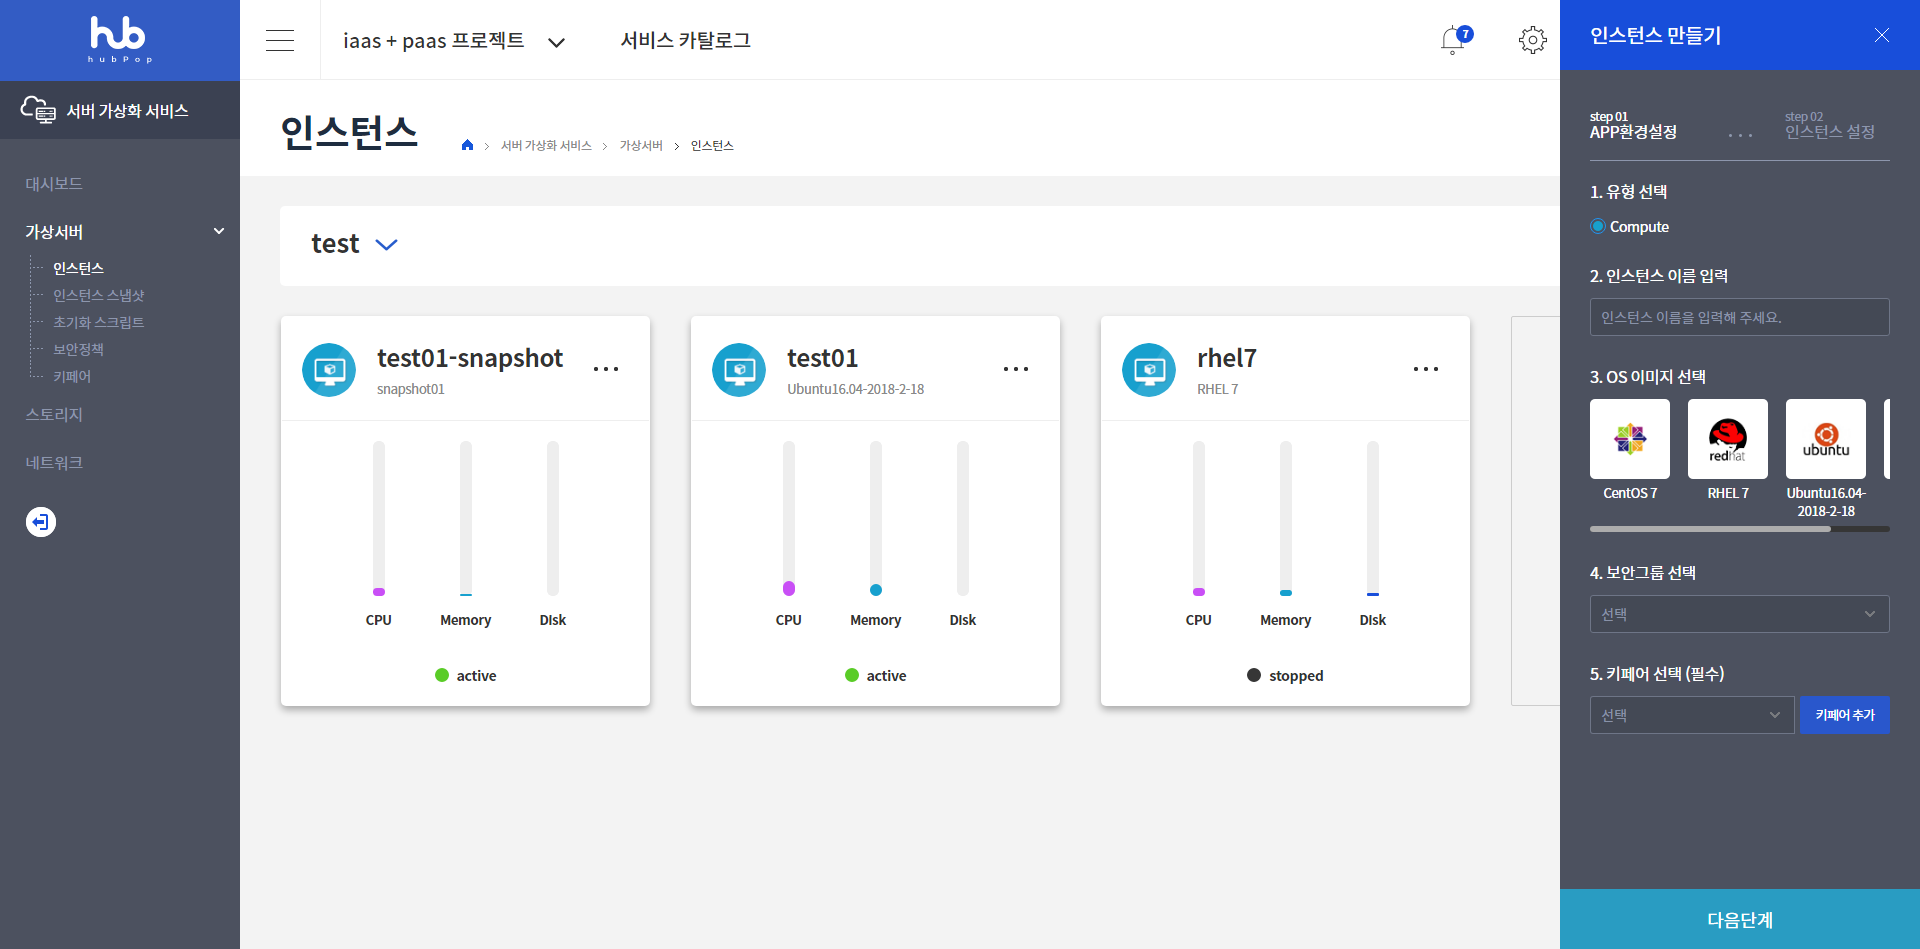 hub
hubPop
서버 가상화 서비스
대시보드
가상서버
인스턴스
인스턴스 스냅샷
초기화 스크립트
보안정책
키페어
스토리지
네트워크
iaas + paas 프로젝트
서비스 카탈로그
7
인스턴스
서버 가상화 서비스
가상서버
인스턴스
test
test01-snapshot
snapshot01
CPU
Memory
Disk
active
test01
Ubuntu16.04-2018-2-18
CPU
Memory
Disk
active
rhel7
RHEL 7
CPU
Memory
Disk
stopped
인스턴스 만들기
step 01
APP환경설정
step 02
인스턴스 설정
1. 유형 선택
Compute
2. 인스턴스 이름 입력
인스턴스 이름을 입력해 주세요.
3. OS 이미지 선택
redhat
ubuntu
CentOS 7
RHEL 7
Ubuntu16.04-
2018-2-18
4. 보안그룹 선택
선택
5. 키페어 선택 (필수)
선택
키페어 추가
다음단계